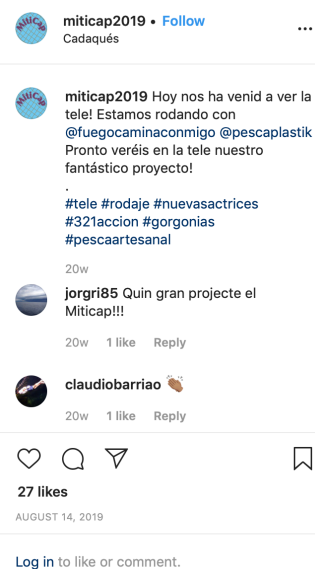 miticap2019 • Follow
Cadaqués
MitiCap
MitiCap
miticap2019 Hoy nos ha venid a ver la
tele! Estamos rodando con
@fuegocaminaconmigo @pescaplastik
Pronto veréis en la tele nuestro
fantástico proyecto!
.
#tele #rodaje #nuevasactrices
#321accion #gorgonias
#pescaartesanal
20w
jorgri85 Quin gran projecte el
Miticap!!!
20w 1 like Reply
claudiobarriao 👏🏽
20w 1 like Reply
27 likes
AUGUST 14, 2019
Log in to like or comment.